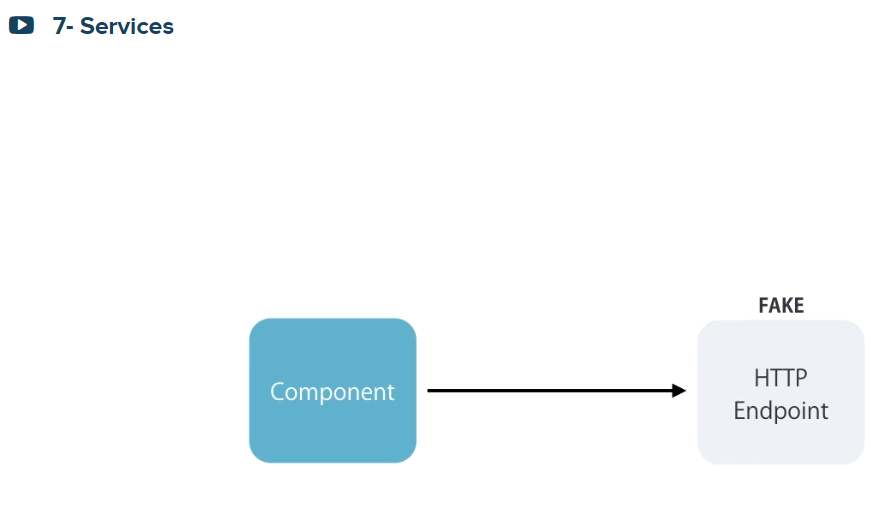 7- Services
FAKE
Component
HTTP
Endpoint